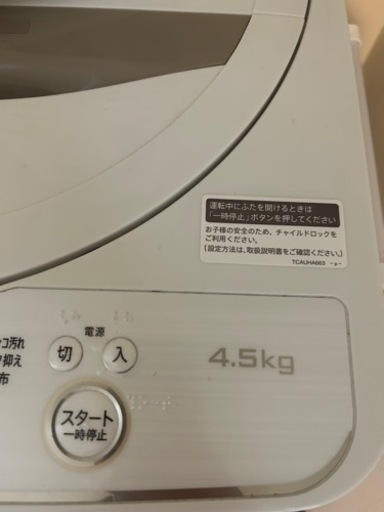 運転中にふたを開けるときは
「一時停止」ボタンを押してください
お子様の安全のため、チャイルドロックを
ご利用ください。
(設定方法は、取扱説明書をご確認ください。)
TCAUHA663 -ｐ-
電源
切 入 4.5kg
コ汚れ
抑え
布
スタート
一時停止